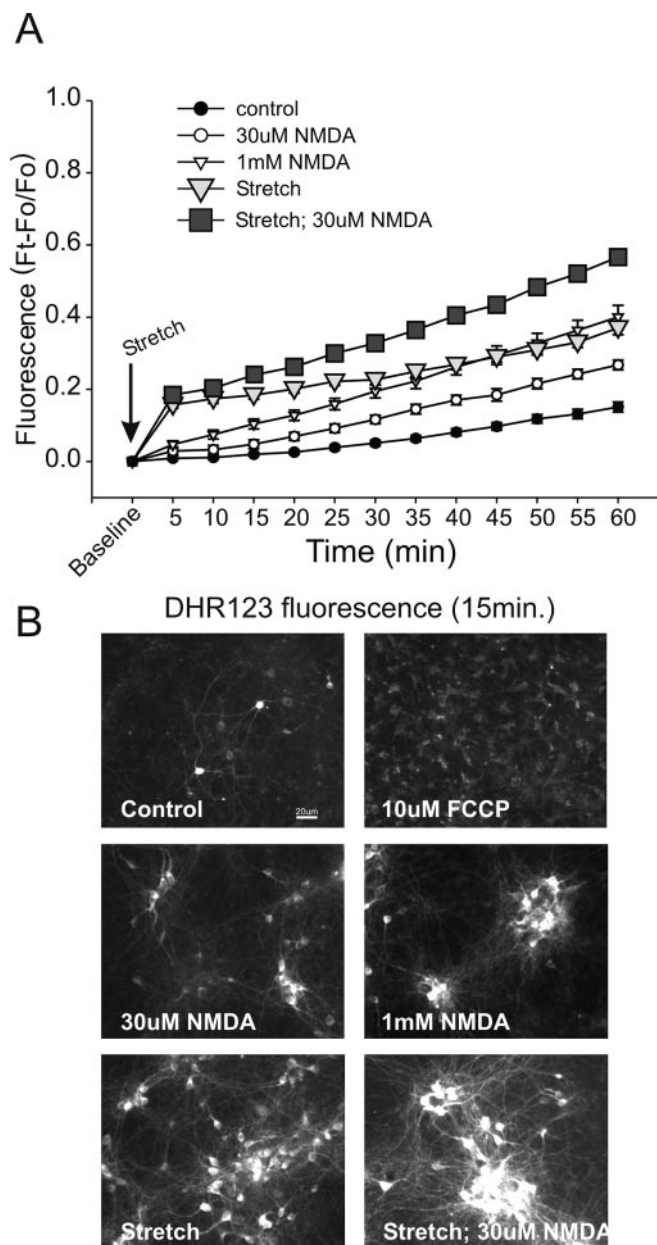 A
Fluorescence (Ft-Fo/Fo)
1.0
0.8
0.6
0.4
0.2
0.0
control
30uM NMDA
1mM NMDA
Stretch
Stretch; 30uM NMDA
Stretch
Baseline
5 10 15 20 25 30 35 40 45 50 55 60
Time (min)
B
DHR123 fluorescence (15min.)
Control
20um
10uM FCCP
30uM NMDA
1mM NMDA
Stretch
Stretch; 30uM NMDA